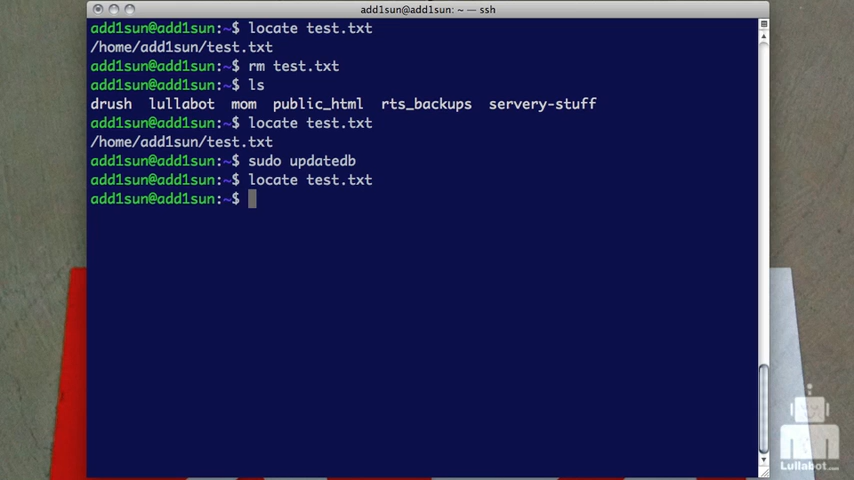 add1sun@add1sun: ~ — ssh
add1sun@add1sun:~$ locate test.txt
/home/add1sun/test.txt
add1sun@add1sun:~$ rm test.txt
add1sun@add1sun:~$ ls
drush  lullabot  mom  public_html  rts_backups  servery-stuff
add1sun@add1sun:~$ locate test.txt
/home/add1sun/test.txt
add1sun@add1sun:~$ sudo updatedb
add1sun@add1sun:~$ locate test.txt
add1sun@add1sun:~$
Lullabot.com